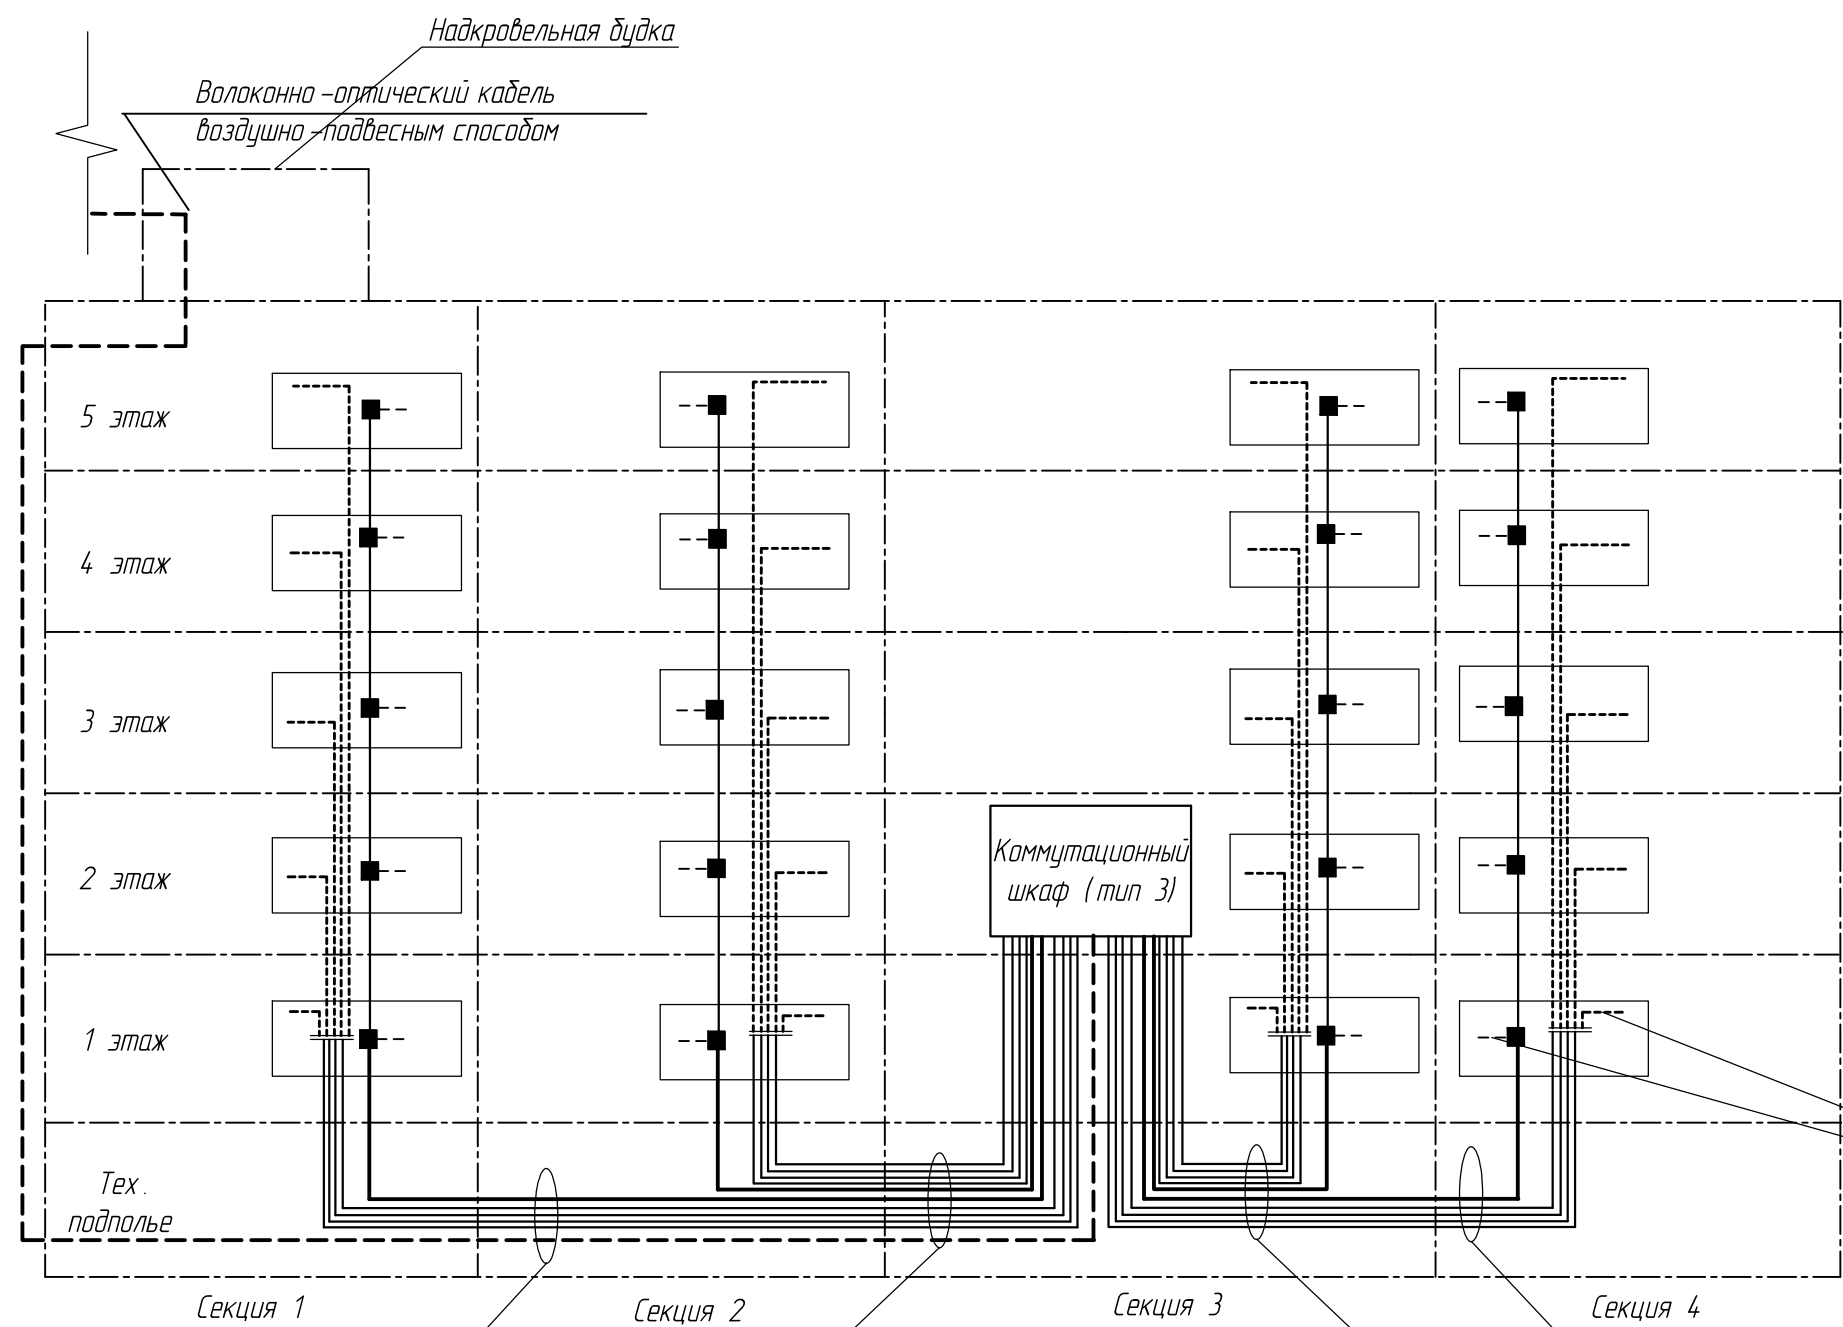 Надкровельная будка
Волоконно-оптический кабель
воздушно-подвесным способом
5 этаж
4 этаж
3 этаж
2 этаж
1 этаж
Коммутационный
шкаф (тип 3)
Тех.
подполье
Секция 1
Секция 2
Секция 3
Секция 4